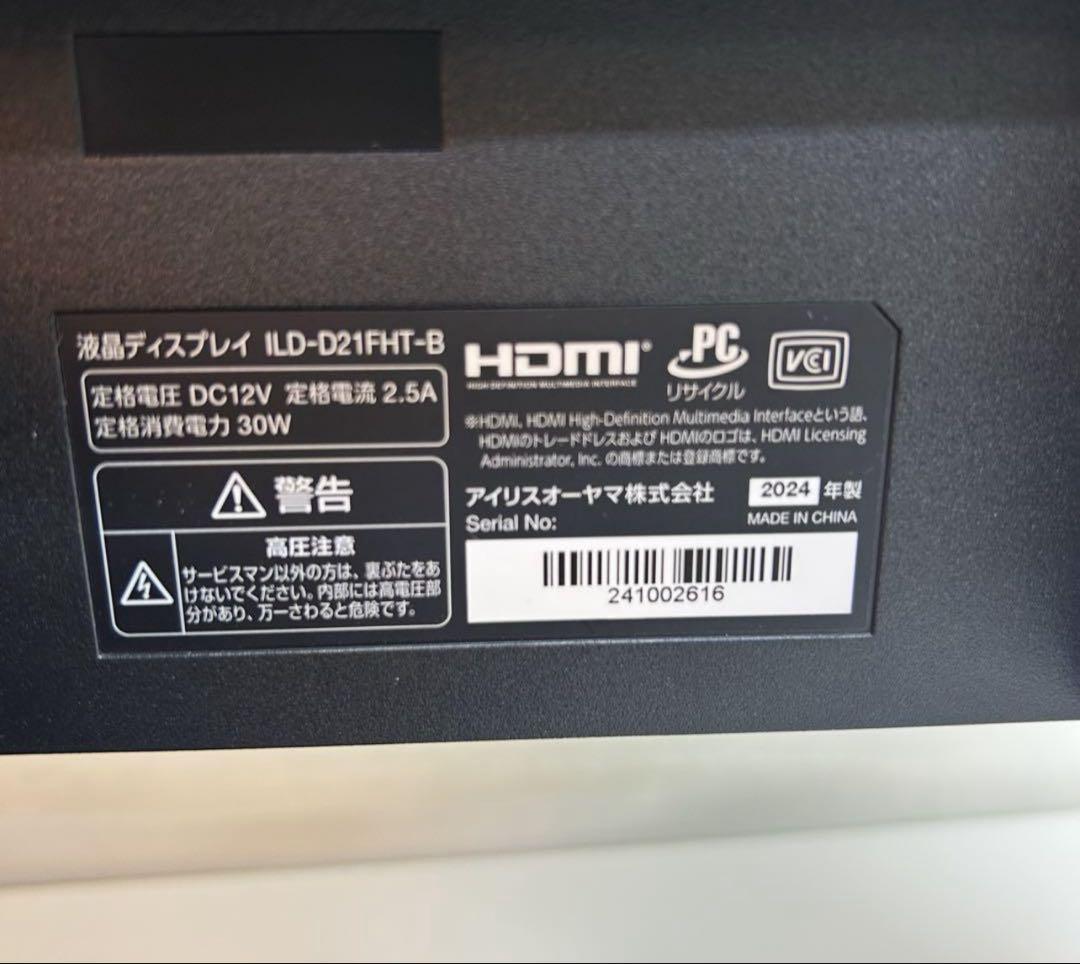 液晶ディスプレイ ILD-D21FHT-B
定格電圧 DC12V 定格電流 2.5A
定格消費電力 30W
警告
高圧注意
サービスマン以外の方は、裏ぶたをあ
けないでください。内部には高電圧部
分があり、万一さわると危険です。
HDMI®
HIGH-DEFINITION MULTIMEDIA INTERFACE
PC
リサイクル
VCCI
※HDMI、HDMI High-Definition Multimedia Interfaceという語、
HDMIのトレードドレスおよび HDMIのロゴは、HDMI Licensing
Administrator, Inc. の商標または登録商標です。
アイリスオーヤマ株式会社 2024 年製
Serial No: MADE IN CHINA
241002616